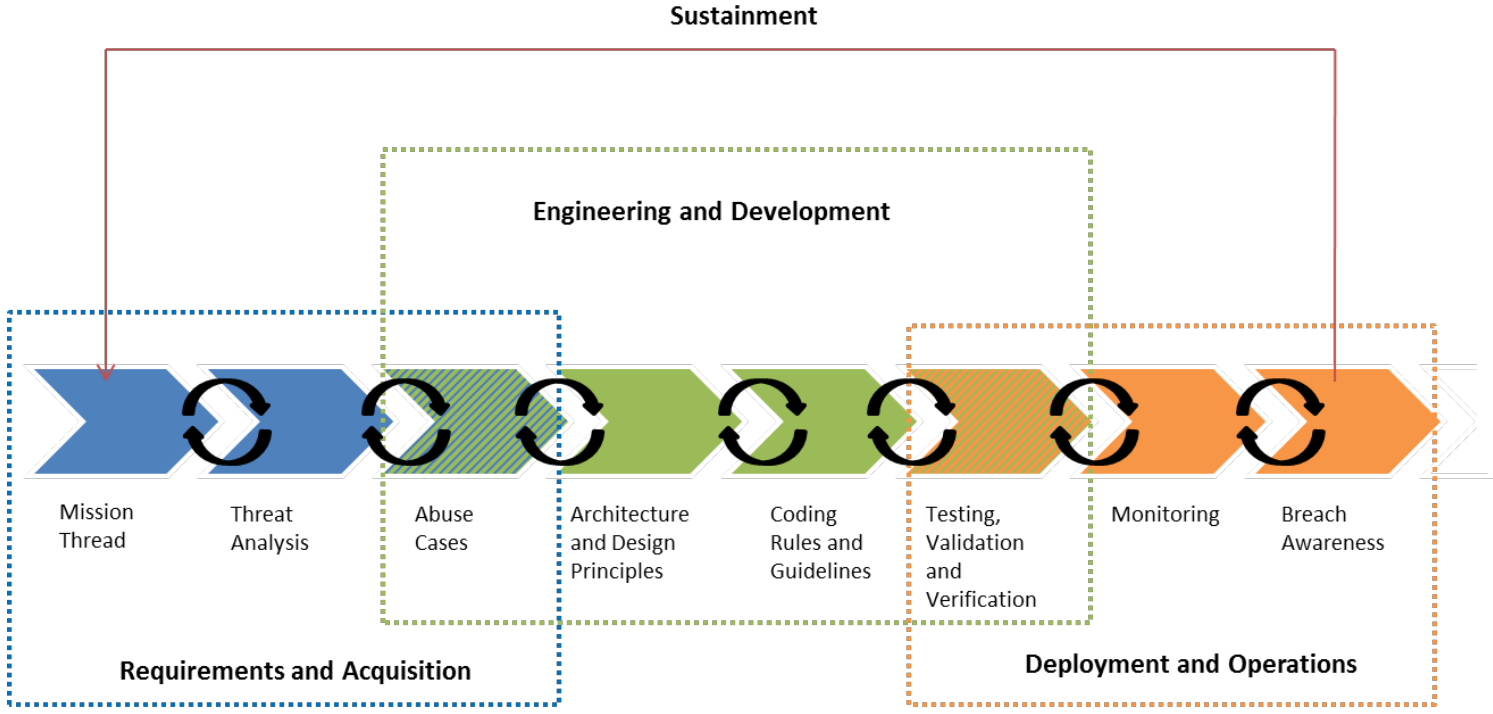 Sustainment
Engineering and Development
Mission
Thread
Threat
Analysis
Abuse
Cases
Architecture
and Design
Principles
Coding
Rules and
Guidelines
Testing,
Validation
and
Verification
Monitoring
Breach
Awareness
Requirements and Acquisition
Deployment and Operations